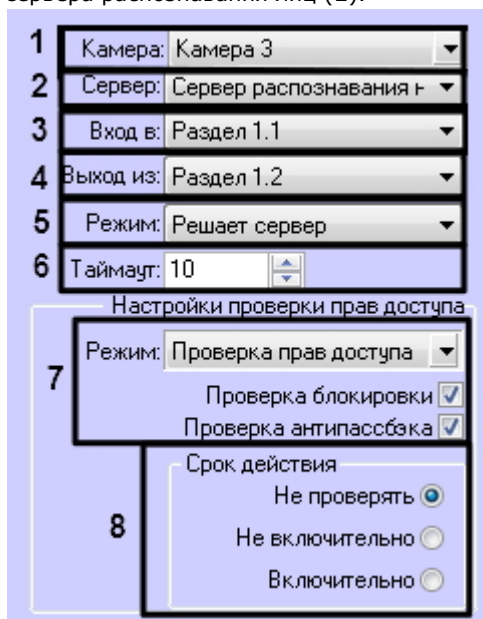 сервера распознавания лиц (2).
1 Камера: Камера 3
2 Сервер: Сервер распознавания н
3 Вход в: Раздел 1.1
4 Выход из: Раздел 1.2
5 Режим: Решает сервер
6 Таймаут: 10
Настройки проверки прав доступа
7 Режим: Проверка прав доступа
Проверка блокировки
Проверка антипассбэка
Срок действия
Не проверять
8 Не включительно
Включительно